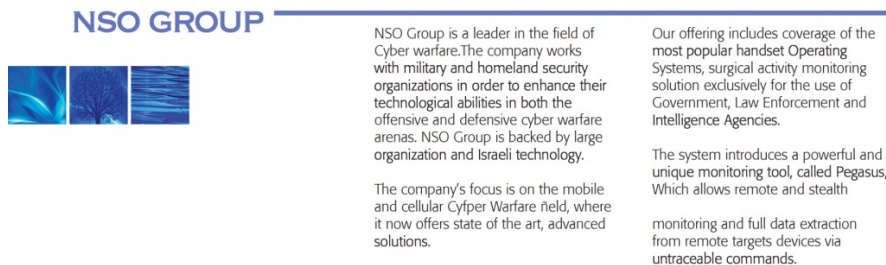 NSO GROUP
NSO Group is a leader in the field of
Cyber warfare.The company works
with military and homeland security
organizations in order to enhance their
technological abilities in both the
offensive and defensive cyber warfare
arenas. NSO Group is backed by large
organization and Israeli technology.
The company's focus is on the mobile
and cellular Cyfper Warfare ñeld, where
it now offers state of the art, advanced
solutions.
Our offering includes coverage of the
most popular handset Operating
Systems, surgical activity monitoring
solution exclusively for the use of
Government, Law Enforcement and
Intelligence Agencies.
The system introduces a powerful and
unique monitoring tool, called Pegasus,
Which allows remote and stealth
monitoring and full data extraction
from remote targets devices via
untraceable commands.